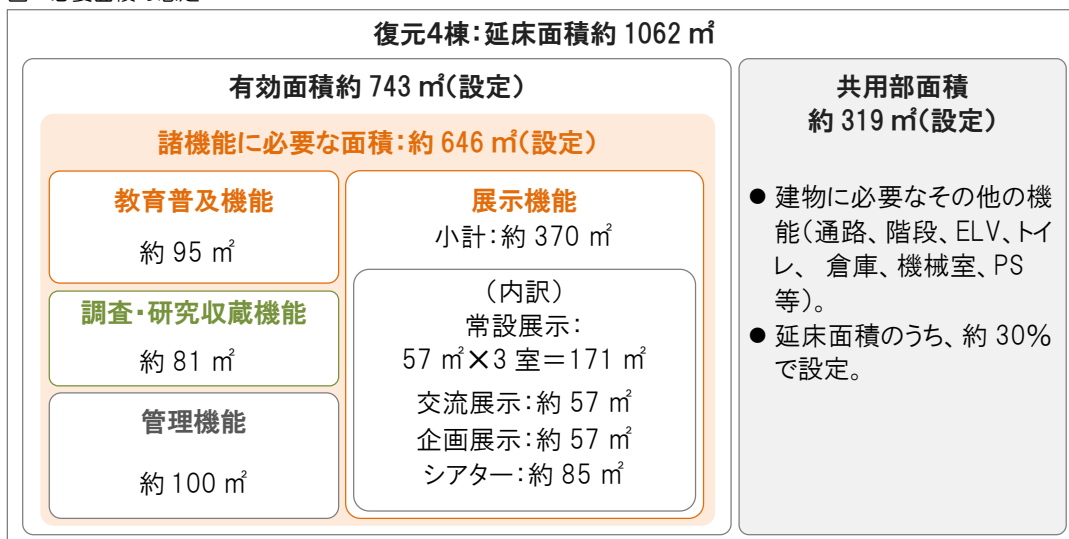 復元4棟：延床面積約 1062 ㎡
有効面積約 743 ㎡（設定）
諸機能に必要な面積：約 646 ㎡（設定）
教育普及機能
約 95 ㎡
調査・研究収蔵機能
約 81 ㎡
管理機能
約 100 ㎡
展示機能
小計：約 370 ㎡
（内訳）
常設展示：
57 ㎡×3 室＝171 ㎡
交流展示：約 57 ㎡
企画展示：約 57 ㎡
シアター：約 85 ㎡
共用部面積
約 319 ㎡（設定）
● 建物に必要なその他の機
能（通路、階段、ELV、トイ
レ、 倉庫、機械室、PS
等）。
● 延床面積のうち、約 30%
で設定。